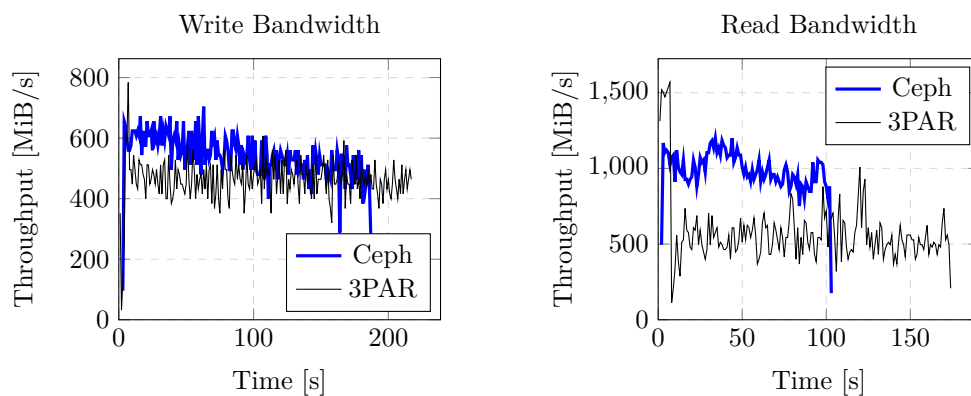 Write Bandwidth
Throughput [MiB/s]
800
600
400
200
0
0
100
200
Time [s]
Ceph
3PAR
Read Bandwidth
Throughput [MiB/s]
1,500
1,000
500
0
0
50
100
150
Time [s]
Ceph
3PAR